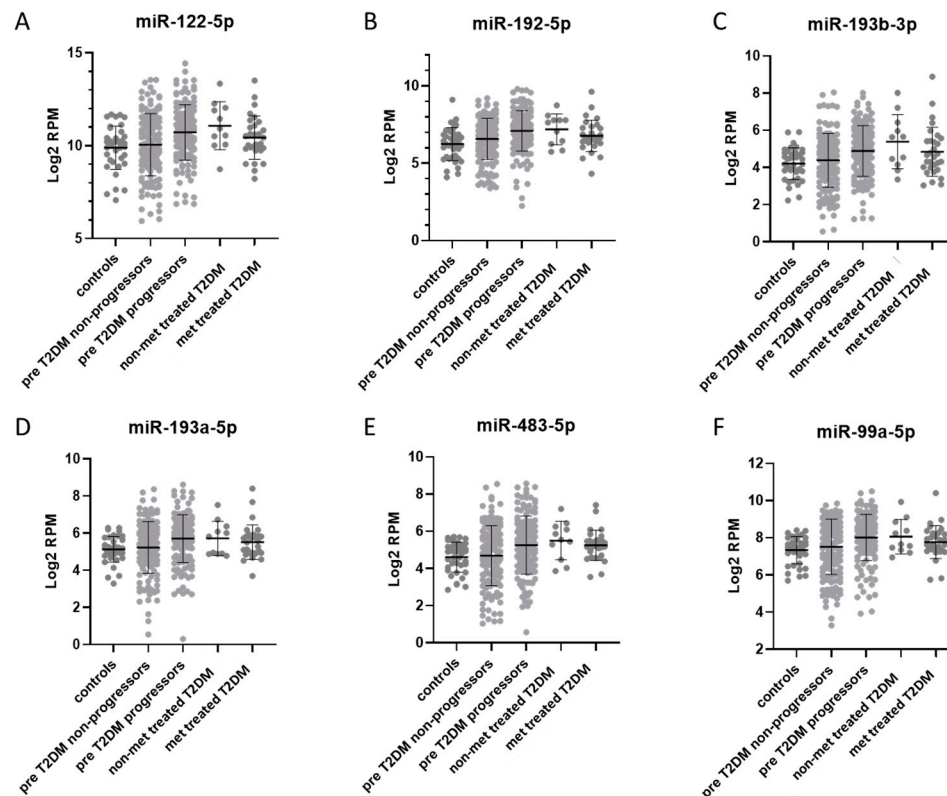 A
miR-122-5p
Log2 RPM
15
10
5
controls
pre T2DM non-progressors
pre T2DM progressors
non-met treated T2DM
met treated T2DM
B
miR-192-5p
Log2 RPM
10
5
0
controls
pre T2DM non-progressors
pre T2DM progressors
non-met treated T2DM
met treated T2DM
C
miR-193b-3p
Log2 RPM
10
8
6
4
2
0
controls
pre T2DM non-progressors
pre T2DM progressors
non-met treated T2DM
met treated T2DM
D
miR-193a-5p
Log2 RPM
10
8
6
4
2
0
controls
pre T2DM non-progressors
pre T2DM progressors
non-met treated T2DM
met treated T2DM
E
miR-483-5p
Log2 RPM
10
8
6
4
2
0
controls
pre T2DM non-progressors
pre T2DM progressors
non-met treated T2DM
met treated T2DM
F
miR-99a-5p
Log2 RPM
12
10
8
6
4
2
controls
pre T2DM non-progressors
pre T2DM progressors
non-met treated T2DM
met treated T2DM